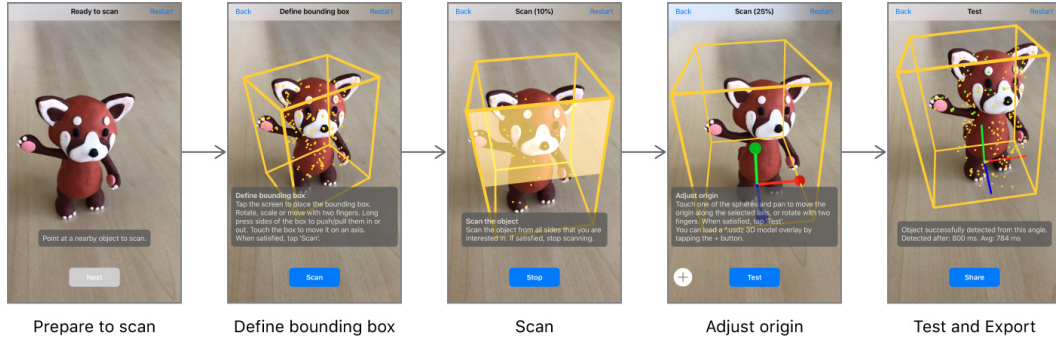 Ready to scan
Restart
Point at a nearby object to scan.
Next
Prepare to scan
Back
Define bounding box
Restart
Define bounding box
Tap the screen to place the bounding box.
Rotate, scale or move with two fingers. Long
press sides of the box to push/pull them in or
out. Touch the box to move it on an axis.
When satisfied, tap 'Scan'.
Scan
Define bounding box
Back
Scan (10%)
Restart
Scan the object
Scan the object from all sides that you are
interested in. If satisfied, stop scanning.
Stop
Scan
Back
Scan (25%)
Restart
Adjust origin
Touch one of the spheres and pan to move the
origin along the selected axis, or rotate with two
fingers. When satisfied, tap 'Test'.
You can load a *.usdz 3D model overlay by
tapping the + button.
+
Test
Adjust origin
Back
Test
Restart
Object successfully detected from this angle.
Detected after: 800 ms. Avg: 784 ms
Share
Test and Export